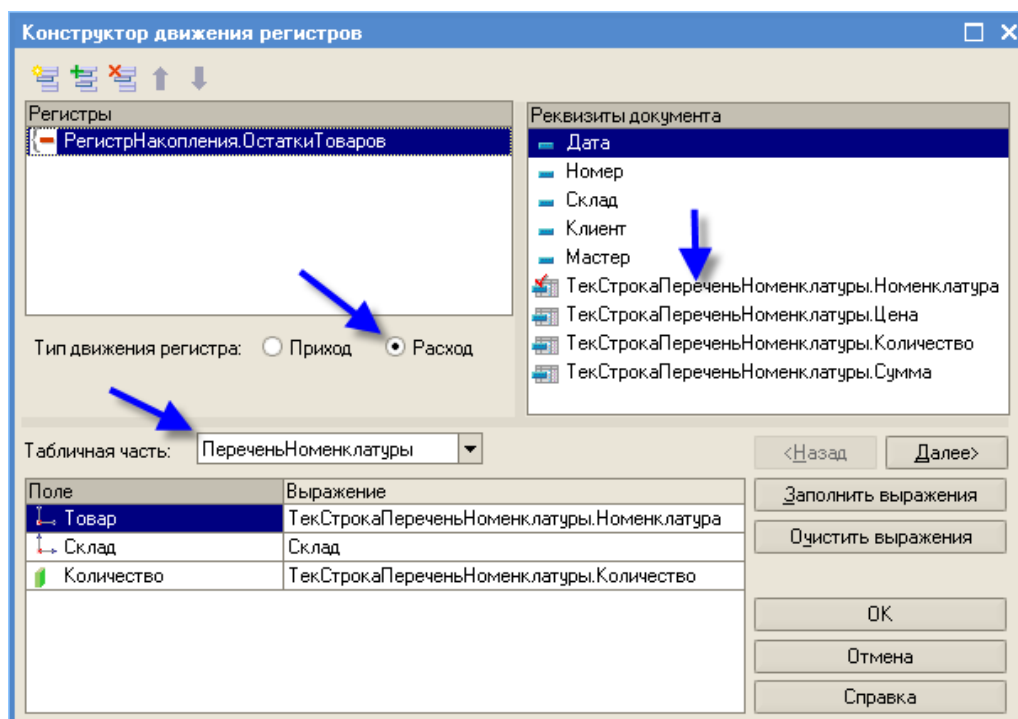 Конструктор движения регистров
Регистры
РегистрНакопления.ОстаткиТоваров
Реквизиты документа
Дата
Номер
Склад
Клиент
Мастер
ТекСтрокаПереченьНоменклатуры.Номенклатура
ТекСтрокаПереченьНоменклатуры.Цена
ТекСтрокаПереченьНоменклатуры.Количество
ТекСтрокаПереченьНоменклатуры.Сумма
Тип движения регистра: Приход Расход
Табличная часть: ПереченьНоменклатуры
<Назад Далее>
Поле Выражение
Товар ТекСтрокаПереченьНоменклатуры.Номенклатура
Склад Склад
Количество ТекСтрокаПереченьНоменклатуры.Количество
Заполнить выражения
Очистить выражения
ОК
Отмена
Справка